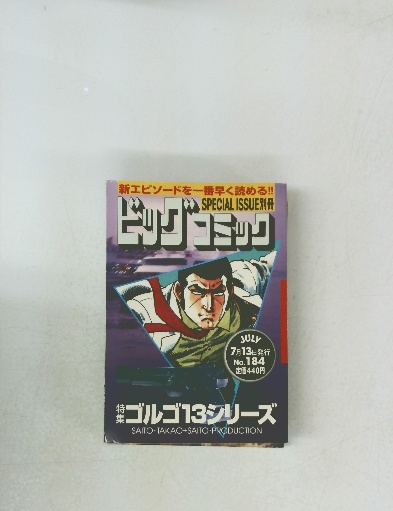 新エピソードを一番早く読める!!
SPECIAL ISSUE別冊
ビッグコミック
JULY
7月13日発行
No.184
定価440円
特集 ゴルゴ13シリーズ
SAITO・TAKAO+SAITO・PRODUCTION